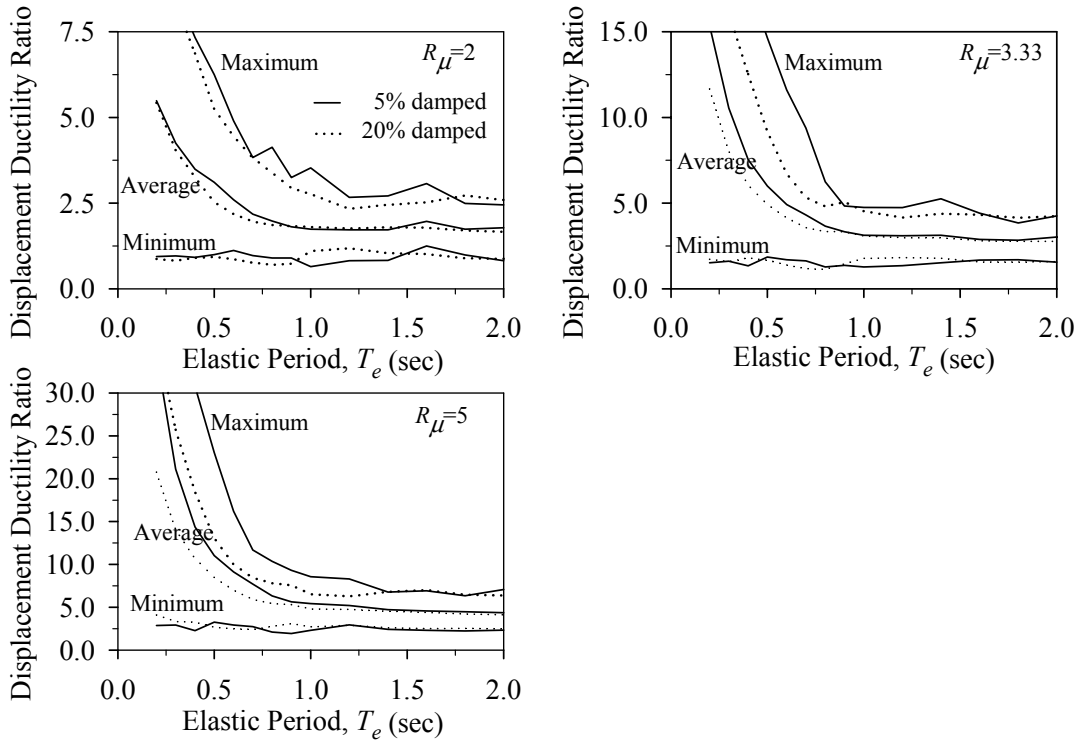 Displacement Ductility Ratio
7.5
5.0
2.5
0.0
Maximum
Rμ=2
5% damped
20% damped
Average
Minimum
0.0 0.5 1.0 1.5 2.0
Elastic Period, Te (sec)
Displacement Ductility Ratio
15.0
10.0
5.0
0.0
Maximum
Rμ=3.33
Average
Minimum
0.0 0.5 1.0 1.5 2.0
Elastic Period, Te (sec)
Displacement Ductility Ratio
30.0
25.0
20.0
15.0
10.0
5.0
0.0
Maximum
Rμ=5
Average
Minimum
0.0 0.5 1.0 1.5 2.0
Elastic Period, Te (sec)